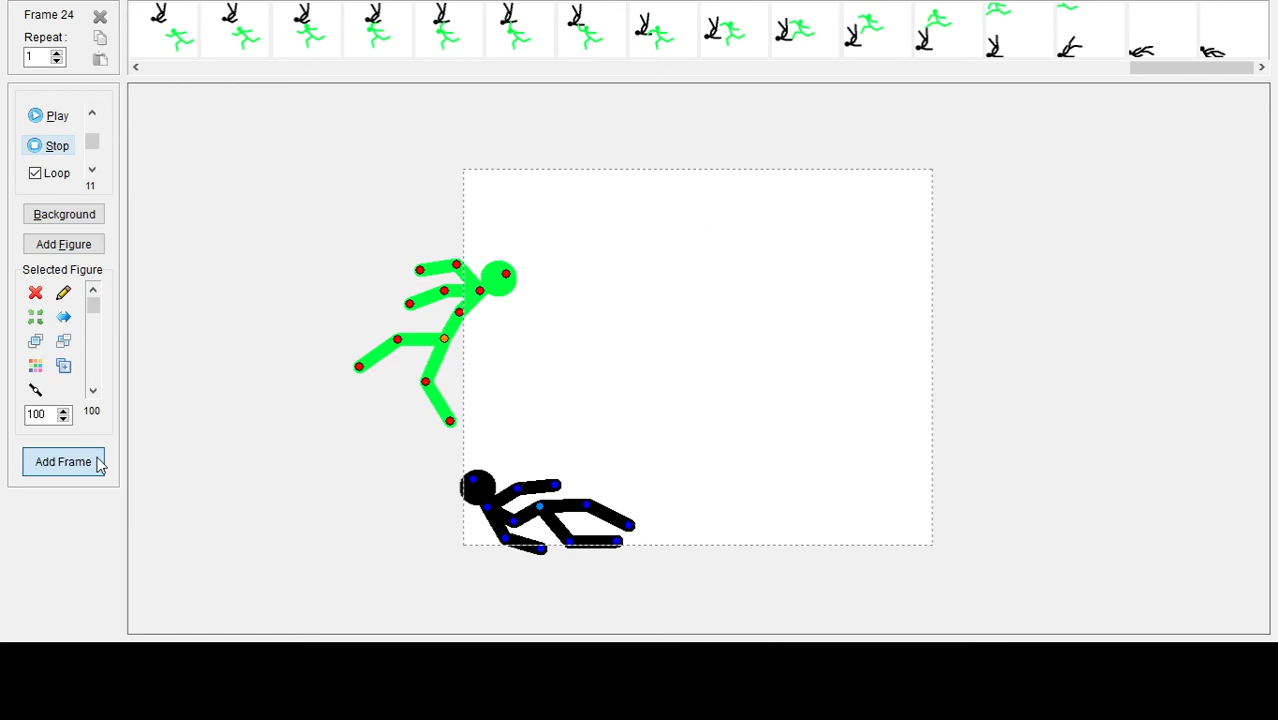 Frame 24
Repeat:
1
Play
Stop
Loop
11
Background
Add Figure
Selected Figure
100
100
Add Frame